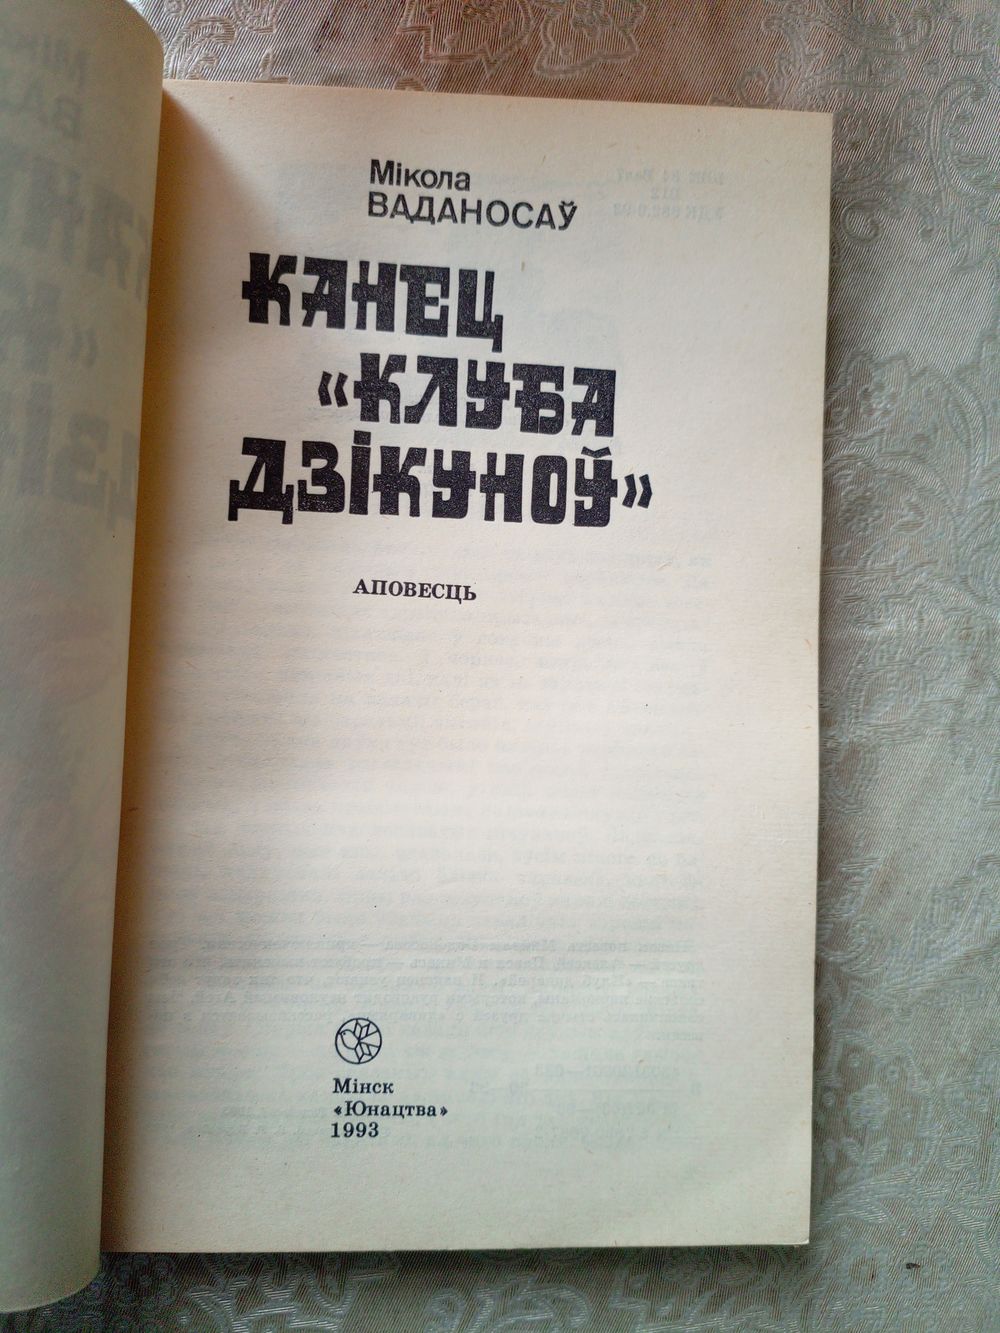 Мікола
ВАДАНОСАЎ
КАНЕЦ
«КЛУБА
ДЗІКУНОЎ»
АПОВЕСЦЬ
Мінск
«Юнацтва»
1993